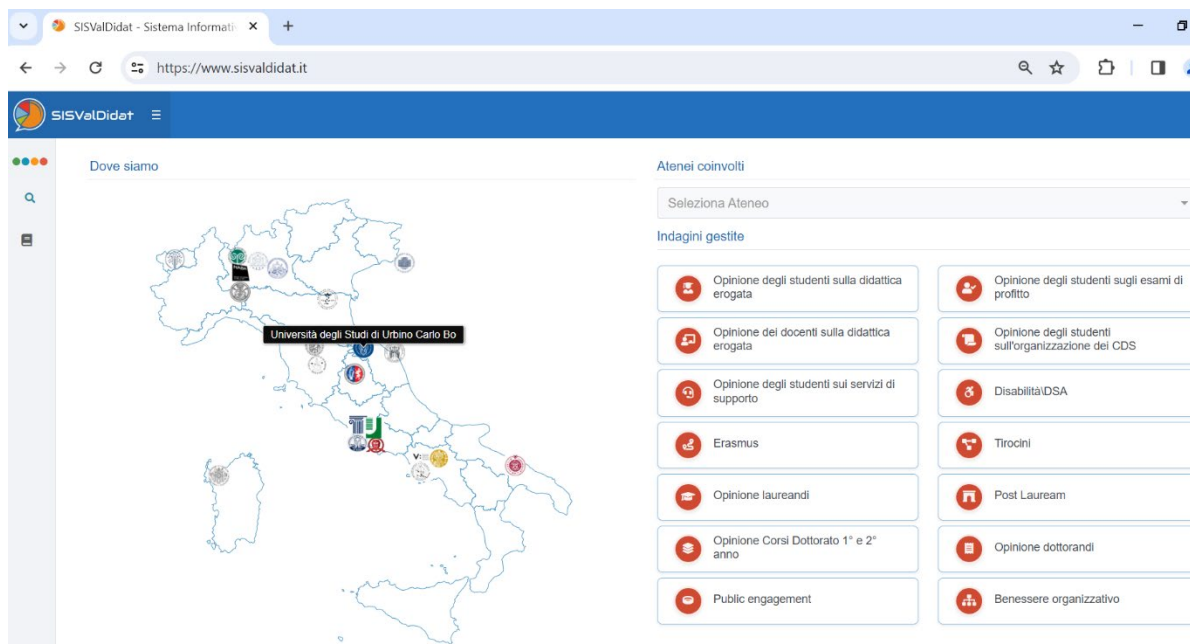 SISValDidat - Sistema Informati
https://www.sisvaldidat.it
SISValDidat
Dove siamo
Università degli Studi di Urbino Carlo Bo
Atenei coinvolti
Seleziona Ateneo
Indagini gestite
Opinione degli studenti sulla didattica
erogata
Opinione degli studenti sugli esami di
profitto
Opinione dei docenti sulla didattica
erogata
Opinione degli studenti
sull'organizzazione dei CDS
Opinione degli studenti sui servizi di
supporto
Disabilità\DSA
Erasmus
Tirocini
Opinione laureandi
Post Lauream
Opinione Corsi Dottorato 1° e 2°
anno
Opinione dottorandi
Public engagement
Benessere organizzativo